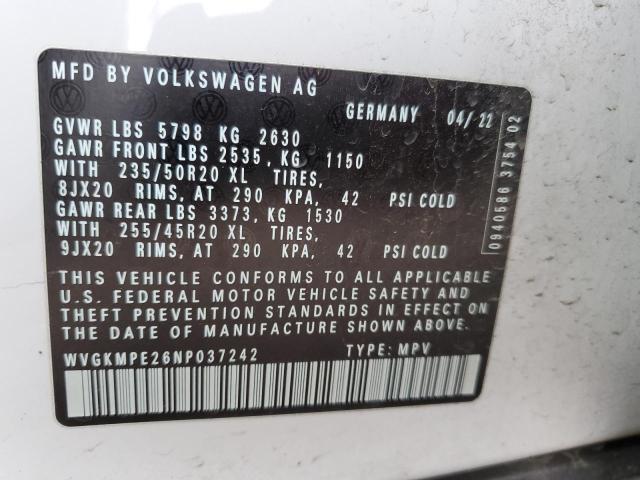 MFD BY VOLKSWAGEN AG
GERMANY 04/22
GVWR LBS 5798 KG 2630
GAWR FRONT LBS 2535, KG 1150
WITH 235/50R20 XL TIRES,
8JX20 RIMS, AT 290 KPA, 42 PSI COLD
GAWR REAR LBS 3373, KG 1530
WITH 255/45R20 XL TIRES,
9JX20 RIMS, AT 290 KPA, 42 PSI COLD
THIS VEHICLE CONFORMS TO ALL APPLICABLE
U.S. FEDERAL MOTOR VEHICLE SAFETY AND
THEFT PREVENTION STANDARDS IN EFFECT ON
THE DATE OF MANUFACTURE SHOWN ABOVE.
WVGKMPE26NP037242 TYPE: MPV
0940586 3754 02